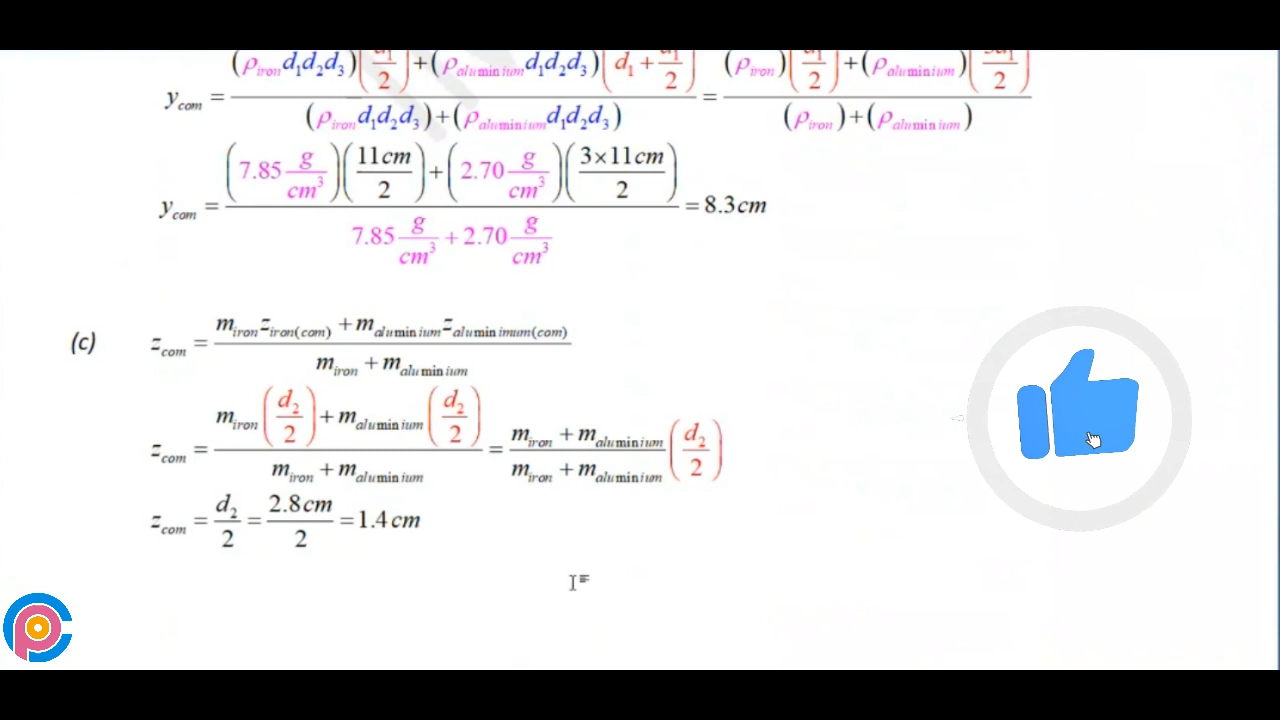 y_com = (ρ_iron d₁d₂d₃)(d₁/2) + (ρ_aluminium d₁d₂d₃)(d₁ + d₁/2) / (ρ_iron d₁d₂d₃) + (ρ_aluminium d₁d₂d₃) = (ρ_iron)(d₁/2) + (ρ_aluminium)(3d₁/2) / (ρ_iron) + (ρ_aluminium)
y_com = (7.85 g/cm³)(11cm/2) + (2.70 g/cm³)(3×11cm/2) / 7.85 g/cm³ + 2.70 g/cm³ = 8.3cm
(c) z_com = m_iron z_iron(com) + m_aluminium z_aluminimum(com) / m_iron + m_aluminium
z_com = m_iron (d₂/2) + m_aluminium (d₂/2) / m_iron + m_aluminium = m_iron + m_aluminium / m_iron + m_aluminium (d₂/2)
z_com = d₂/2 = 2.8cm/2 = 1.4cm